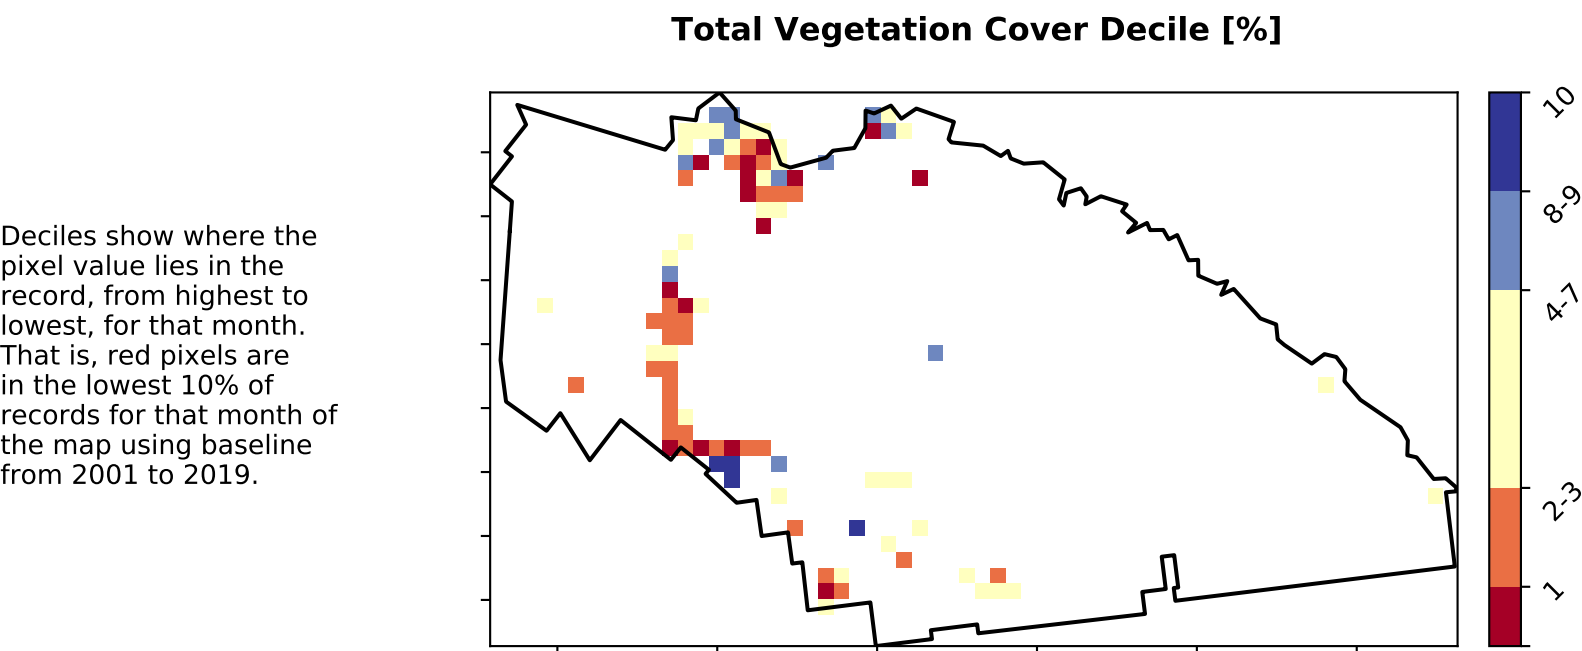 Total Vegetation Cover Decile [%]
Deciles show where the
pixel value lies in the
record, from highest to
lowest, for that month.
That is, red pixels are
in the lowest 10% of
records for that month of
the map using baseline
from 2001 to 2019.
10
8-9
4-7
2-3
1